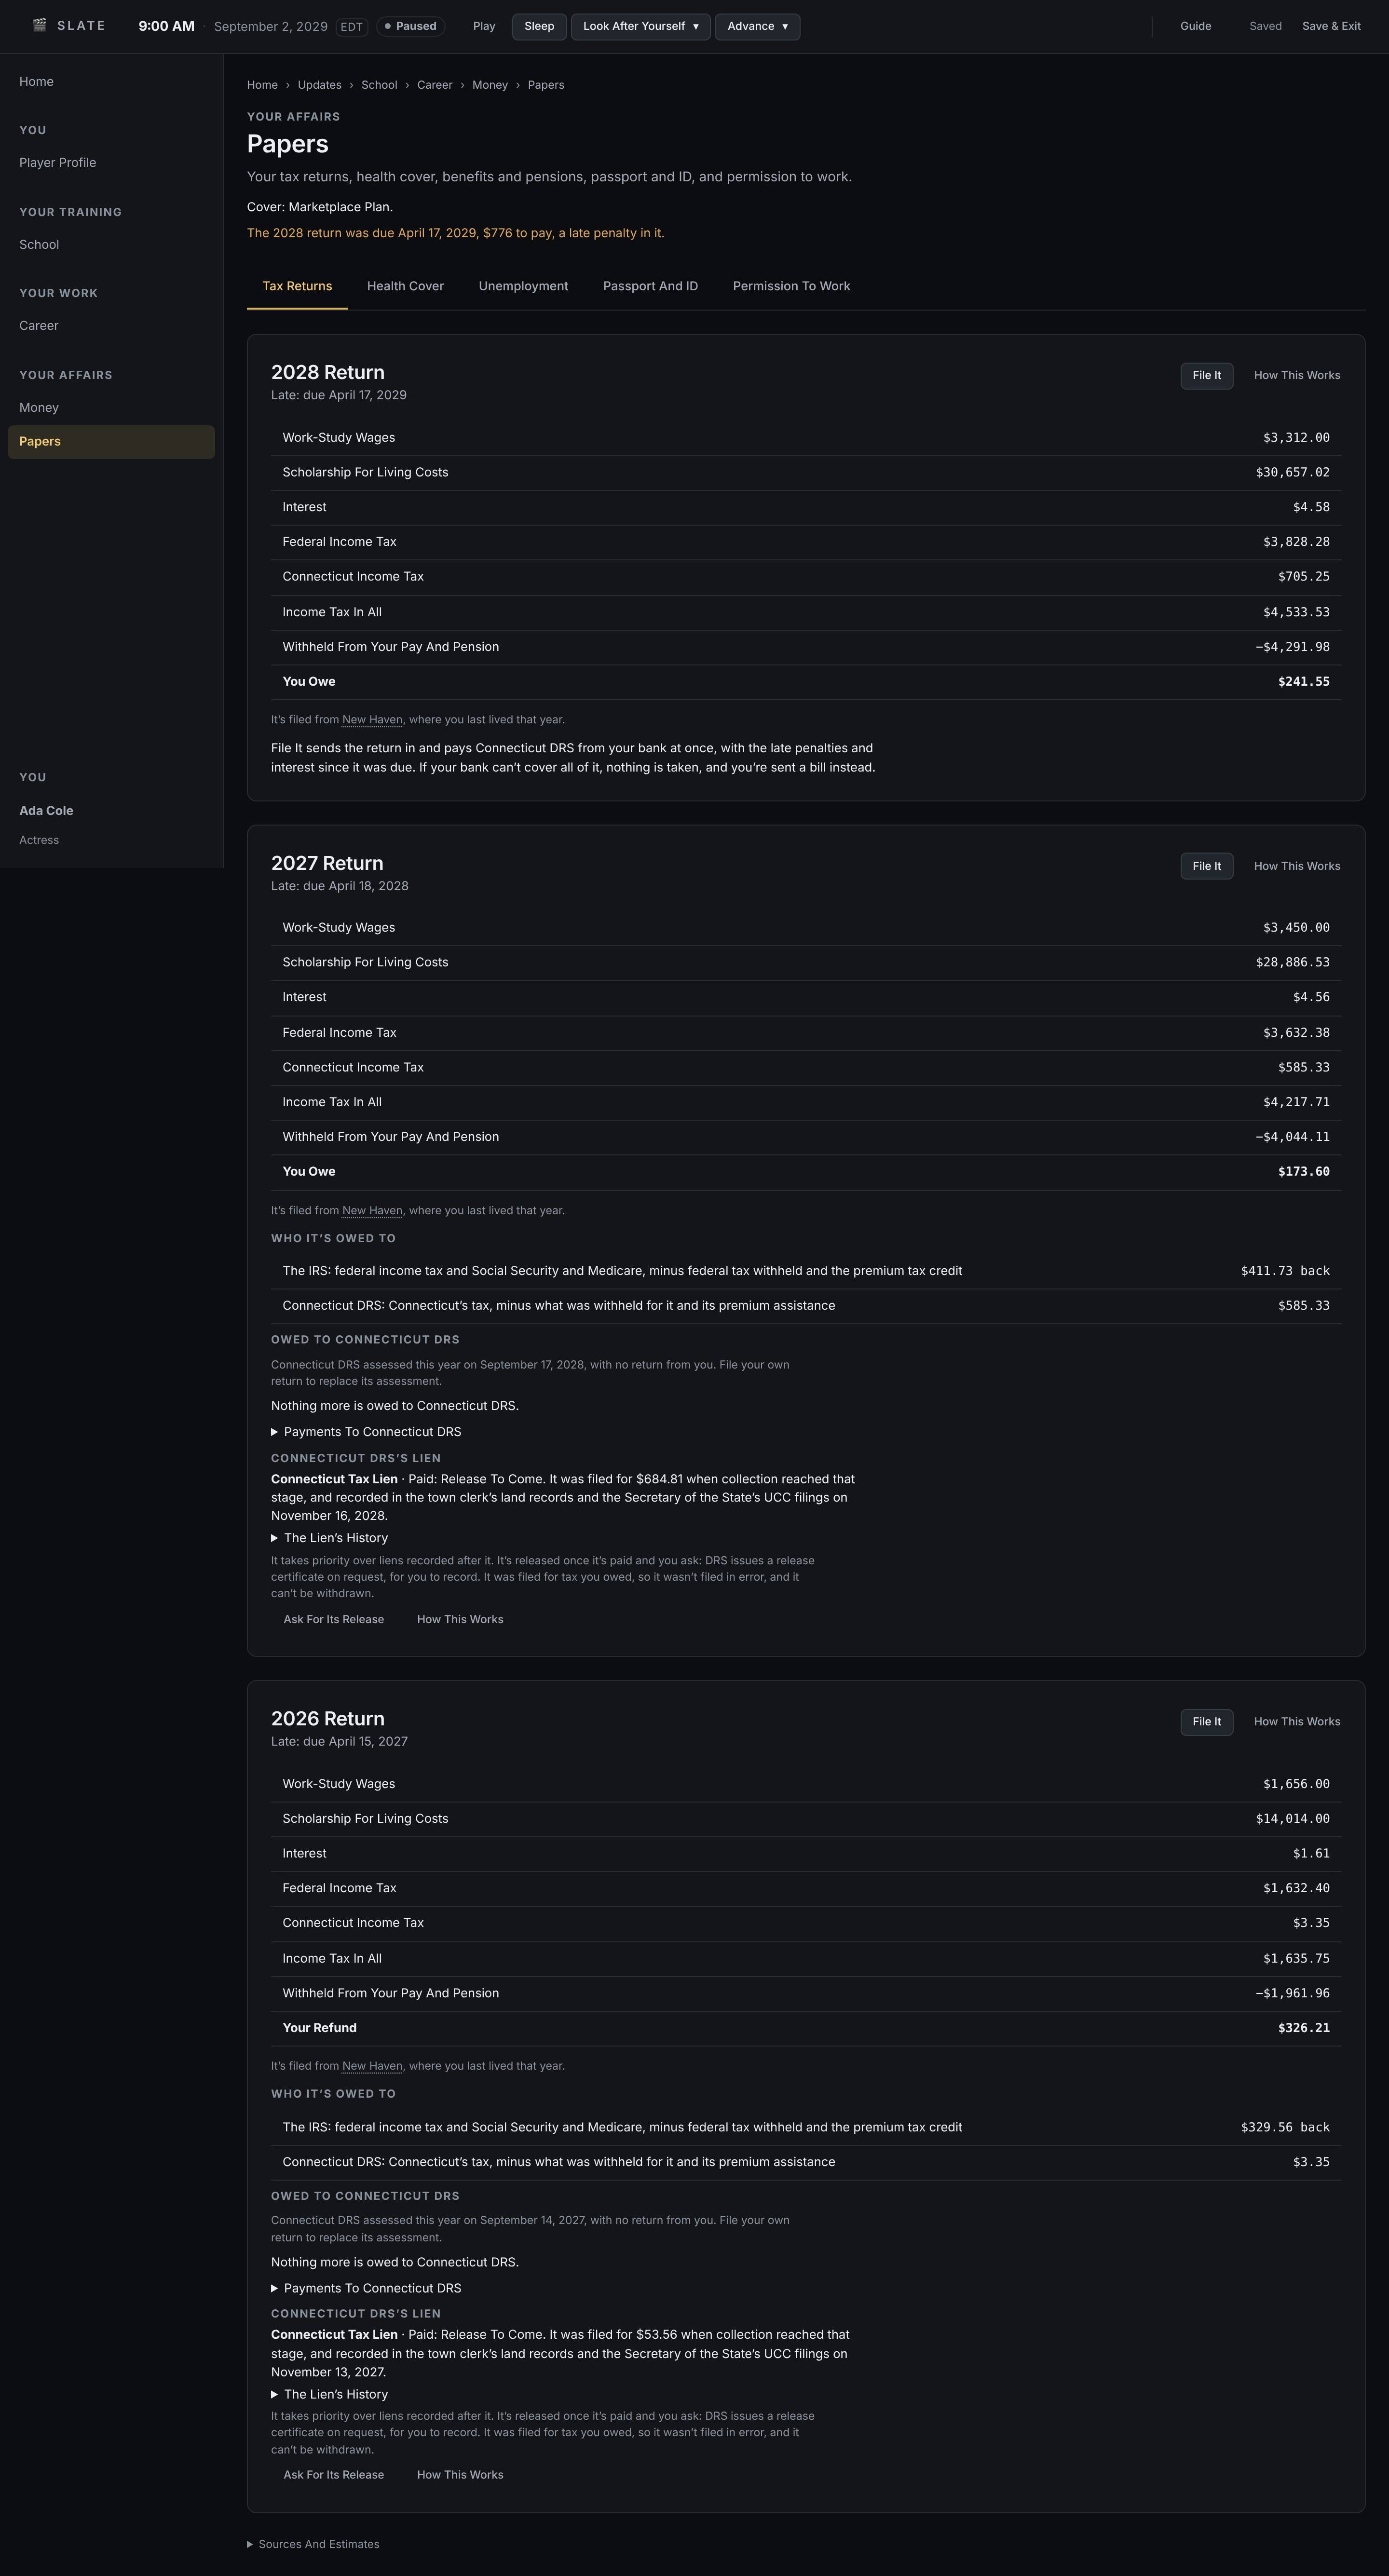 SLATE
9:00 AM · September 2, 2029 EDT Paused Play Sleep Look After Yourself ▾ Advance ▾ Guide Saved Save & Exit
Home
YOU
Player Profile
YOUR TRAINING
School
YOUR WORK
Career
YOUR AFFAIRS
Money
Papers
YOU
Ada Cole
Actress
Home › Updates › School › Career › Money › Papers
YOUR AFFAIRS
Papers
Your tax returns, health cover, benefits and pensions, passport and ID, and permission to work.
Cover: Marketplace Plan.
The 2028 return was due April 17, 2029, $776 to pay, a late penalty in it.
Tax Returns Health Cover Unemployment Passport And ID Permission To Work
2028 Return File It How This Works
Late: due April 17, 2029
Work-Study Wages $3,312.00
Scholarship For Living Costs $30,657.02
Interest $4.58
Federal Income Tax $3,828.28
Connecticut Income Tax $705.25
Income Tax In All $4,533.53
Withheld From Your Pay And Pension −$4,291.98
You Owe $241.55
It’s filed from New Haven, where you last lived that year.
File It sends the return in and pays Connecticut DRS from your bank at once, with the late penalties and
interest since it was due. If your bank can’t cover all of it, nothing is taken, and you’re sent a bill instead.
2027 Return File It How This Works
Late: due April 18, 2028
Work-Study Wages $3,450.00
Scholarship For Living Costs $28,886.53
Interest $4.56
Federal Income Tax $3,632.38
Connecticut Income Tax $585.33
Income Tax In All $4,217.71
Withheld From Your Pay And Pension −$4,044.11
You Owe $173.60
It’s filed from New Haven, where you last lived that year.
WHO IT’S OWED TO
The IRS: federal income tax and Social Security and Medicare, minus federal tax withheld and the premium tax credit $411.73 back
Connecticut DRS: Connecticut’s tax, minus what was withheld for it and its premium assistance $585.33
OWED TO CONNECTICUT DRS
Connecticut DRS assessed this year on September 17, 2028, with no return from you. File your own
return to replace its assessment.
Nothing more is owed to Connecticut DRS.
▶ Payments To Connecticut DRS
CONNECTICUT DRS’S LIEN
Connecticut Tax Lien · Paid: Release To Come. It was filed for $684.81 when collection reached that
stage, and recorded in the town clerk’s land records and the Secretary of the State’s UCC filings on
November 16, 2028.
▶ The Lien’s History
It takes priority over liens recorded after it. It’s released once it’s paid and you ask: DRS issues a release
certificate on request, for you to record. It was filed for tax you owed, so it wasn’t filed in error, and it
can’t be withdrawn.
Ask For Its Release How This Works
2026 Return File It How This Works
Late: due April 15, 2027
Work-Study Wages $1,656.00
Scholarship For Living Costs $14,014.00
Interest $1.61
Federal Income Tax $1,632.40
Connecticut Income Tax $3.35
Income Tax In All $1,635.75
Withheld From Your Pay And Pension −$1,961.96
Your Refund $326.21
It’s filed from New Haven, where you last lived that year.
WHO IT’S OWED TO
The IRS: federal income tax and Social Security and Medicare, minus federal tax withheld and the premium tax credit $329.56 back
Connecticut DRS: Connecticut’s tax, minus what was withheld for it and its premium assistance $3.35
OWED TO CONNECTICUT DRS
Connecticut DRS assessed this year on September 14, 2027, with no return from you. File your own
return to replace its assessment.
Nothing more is owed to Connecticut DRS.
▶ Payments To Connecticut DRS
CONNECTICUT DRS’S LIEN
Connecticut Tax Lien · Paid: Release To Come. It was filed for $53.56 when collection reached that
stage, and recorded in the town clerk’s land records and the Secretary of the State’s UCC filings on
November 13, 2027.
▶ The Lien’s History
It takes priority over liens recorded after it. It’s released once it’s paid and you ask: DRS issues a release
certificate on request, for you to record. It was filed for tax you owed, so it wasn’t filed in error, and it
can’t be withdrawn.
Ask For Its Release How This Works
▶ Sources And Estimates